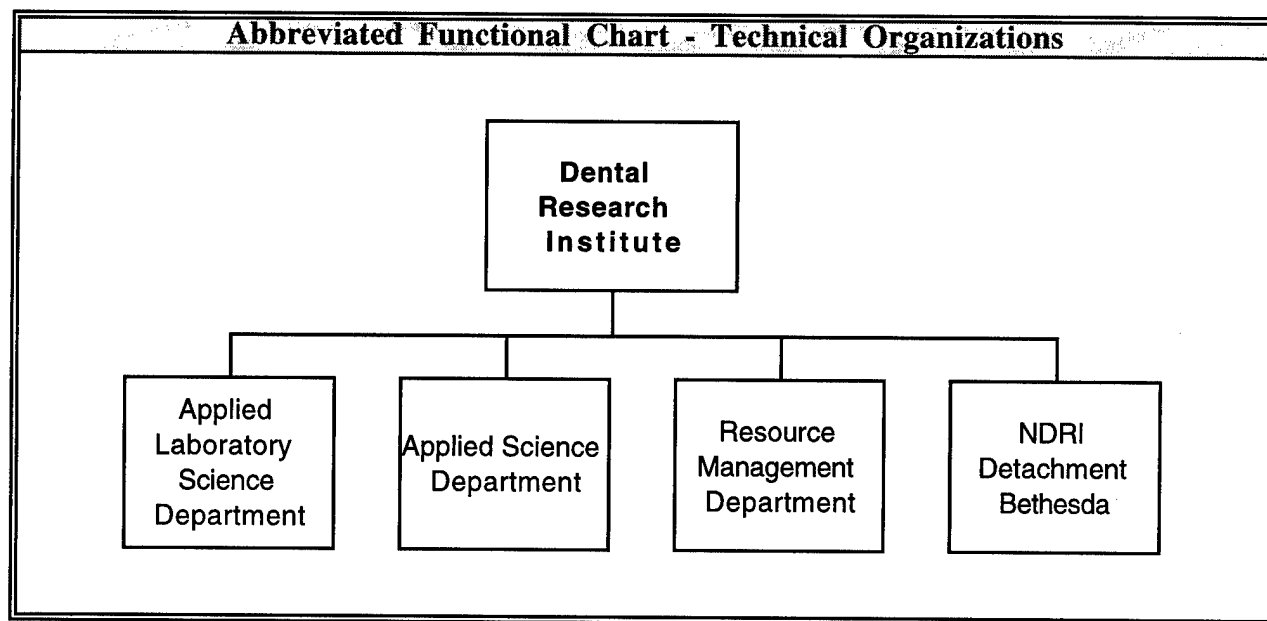 Abbreviated Functional Chart - Technical Organizations
Dental
Research
Institute
Applied
Laboratory
Science
Department
Applied Science
Department
Resource
Management
Department
NDRI
Detachment
Bethesda